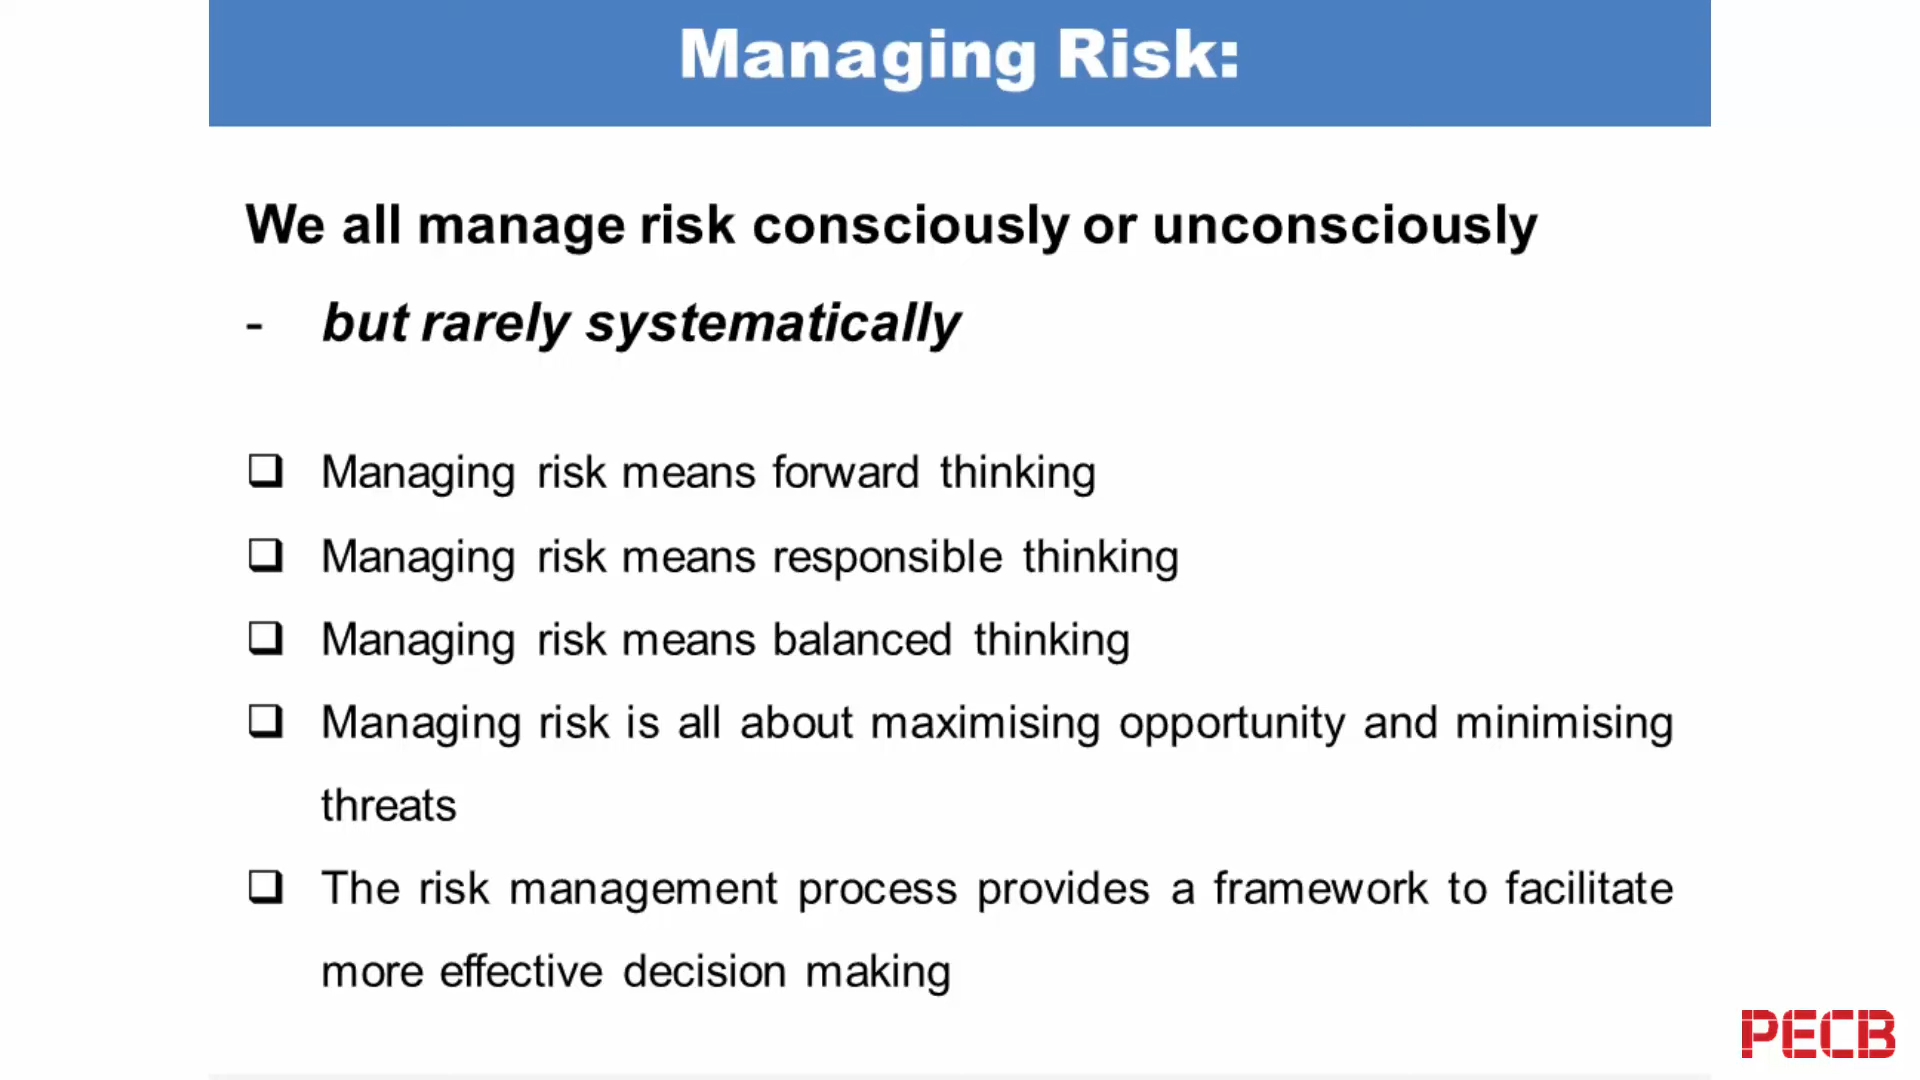 Managing Risk:
We all manage risk consciously or unconsciously
- but rarely systematically
❑ Managing risk means forward thinking
❑ Managing risk means responsible thinking
❑ Managing risk means balanced thinking
❑ Managing risk is all about maximising opportunity and minimising
threats
❑ The risk management process provides a framework to facilitate
more effective decision making
PECB